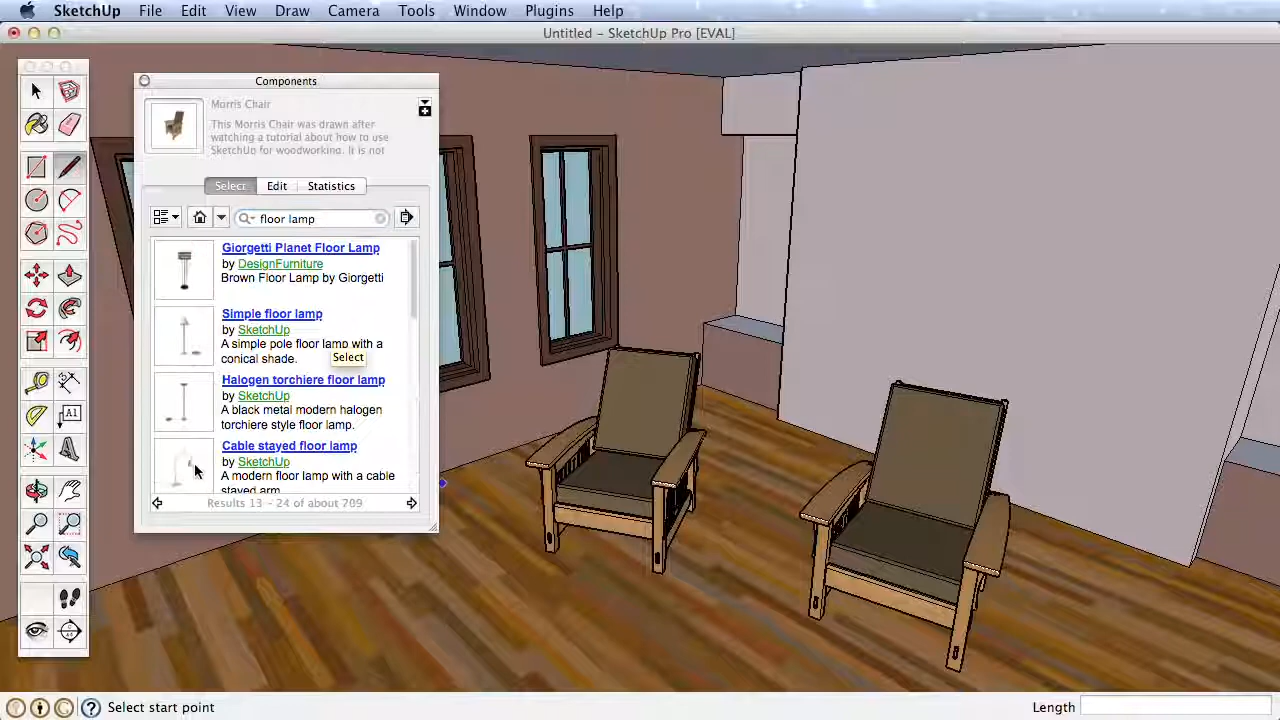 SketchUp File Edit View Draw Camera Tools Window Plugins Help
Untitled – SketchUp Pro [EVAL]
Components
Morris Chair
This Morris Chair was drawn after
watching a tutorial about how to use
SketchUp for woodworking. It is not
Select Edit Statistics
floor lamp
Giorgetti Planet Floor Lamp
by DesignFurniture
Brown Floor Lamp by Giorgetti
Simple floor lamp
by SketchUp
A simple pole floor lamp with a
conical shade.
Select
Halogen torchiere floor lamp
by SketchUp
A black metal modern halogen
torchiere style floor lamp.
Cable stayed floor lamp
by SketchUp
A modern floor lamp with a cable
stayed arm
Results 13 - 24 of about 709
A1
Select start point
Length